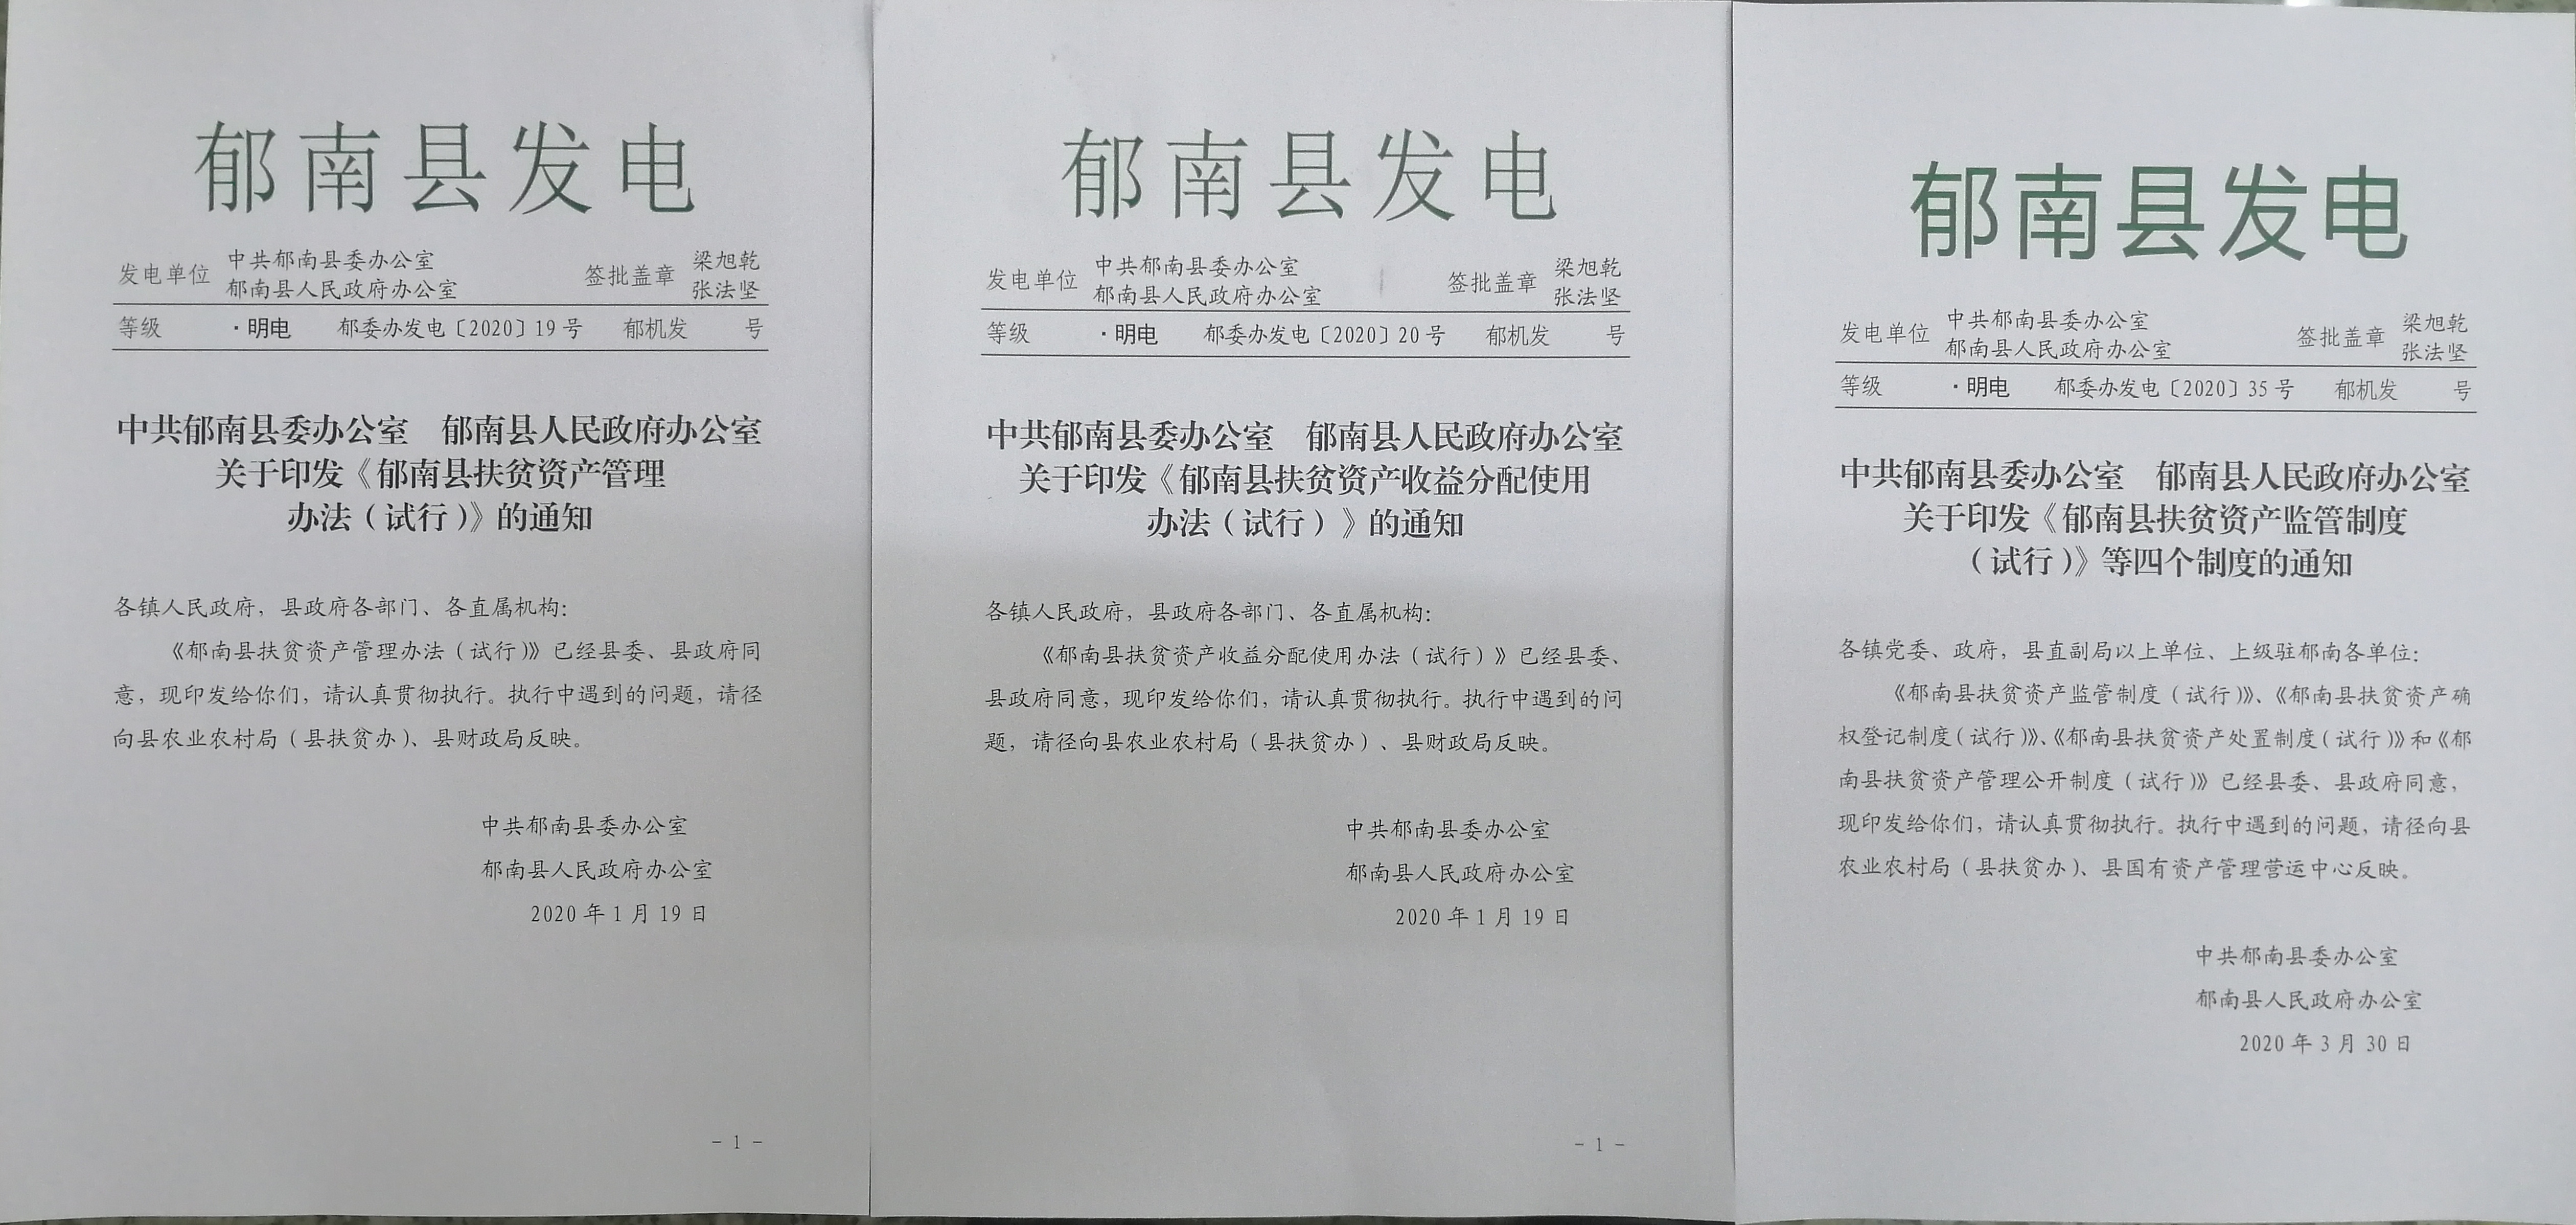 郁南县发电
发电单位 中共郁南县委办公室 签批盖章 梁旭乾
郁南县人民政府办公室 张法坚
等级 ·明电 郁委办发电〔2020〕19号 郁机发 号
中共郁南县委办公室 郁南县人民政府办公室
关于印发《郁南县扶贫资产管理
办法(试行)》的通知
各镇人民政府,县政府各部门、各直属机构:
《郁南县扶贫资产管理办法(试行)》已经县委、县政府同
意,现印发给你们,请认真贯彻执行。执行中遇到的问题,请径
向县农业农村局(县扶贫办)、县财政局反映。
中共郁南县委办公室
郁南县人民政府办公室
2020年1月19日
- 1 -
郁南县发电
发电单位 中共郁南县委办公室 签批盖章 梁旭乾
郁南县人民政府办公室 张法坚
等级 ·明电 郁委办发电〔2020〕20号 郁机发 号
中共郁南县委办公室 郁南县人民政府办公室
关于印发《郁南县扶贫资产收益分配使用
办法(试行)》的通知
各镇人民政府,县政府各部门、各直属机构:
《郁南县扶贫资产收益分配使用办法(试行)》已经县委、
县政府同意,现印发给你们,请认真贯彻执行。执行中遇到的问
题,请径向县农业农村局(县扶贫办)、县财政局反映。
中共郁南县委办公室
郁南县人民政府办公室
2020年1月19日
- 1 -
郁南县发电
发电单位 中共郁南县委办公室 签批盖章 梁旭乾
郁南县人民政府办公室 张法坚
等级 ·明电 郁委办发电〔2020〕35号 郁机发 号
中共郁南县委办公室 郁南县人民政府办公室
关于印发《郁南县扶贫资产监管制度
(试行)》等四个制度的通知
各镇党委、政府,县直副局以上单位、上级驻郁南各单位:
《郁南县扶贫资产监管制度(试行)》、《郁南县扶贫资产确
权登记制度(试行)》、《郁南县扶贫资产处置制度(试行)》和《郁
南县扶贫资产管理公开制度(试行)》已经县委、县政府同意,
现印发给你们,请认真贯彻执行。执行中遇到的问题,请径向县
农业农村局(县扶贫办)、县国有资产管理营运中心反映。
中共郁南县委办公室
郁南县人民政府办公室
2020年3月30日